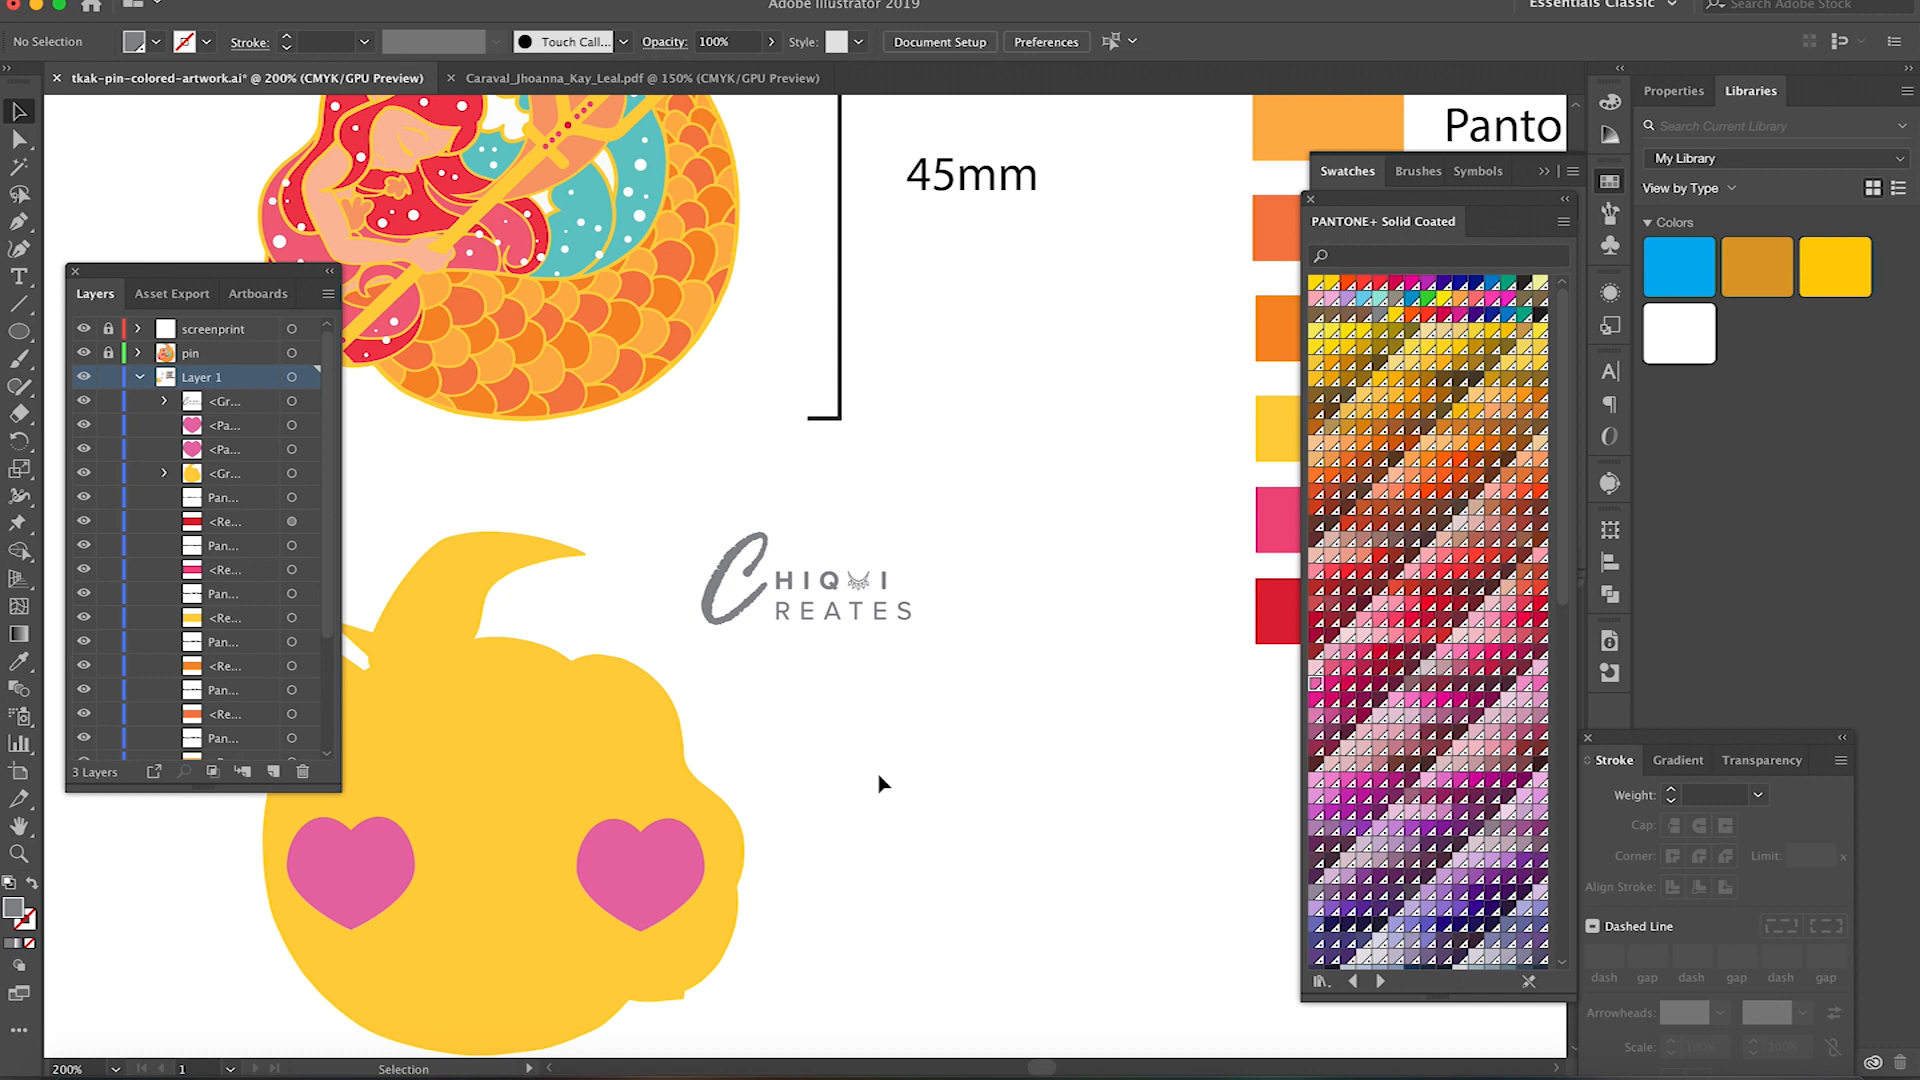 Adobe Illustrator 2019
Essentials Classic
Search Adobe Stock
No Selection
Stroke:
Touch Call...
Opacity:
100%
Style:
Document Setup
Preferences
tkak-pin-colored-artwork.ai* @ 200% (CMYK/GPU Preview)
Caraval_Jhoanna_Kay_Leal.pdf @ 150% (CMYK/GPU Preview)
Properties
Libraries
Search Current Library
My Library
View by Type
Colors
Panto
45mm
Swatches
Brushes
Symbols
PANTONE+ Solid Coated
Layers
Asset Export
Artboards
screenprint
pin
Layer 1
<Gr...
<Pa...
<Pa...
<Gr...
Pan...
<Re...
Pan...
<Re...
Pan...
<Re...
Pan...
<Re...
Pan...
<Re...
Pan...
3 Layers
CHIQUI
CREATES
Stroke
Gradient
Transparency
Weight:
Cap:
Corner:
Limit:
x
Align Stroke:
Dashed Line
dash
gap
dash
gap
dash
gap
Arrowheads:
Scale:
100%
100%
200%
1
Selection